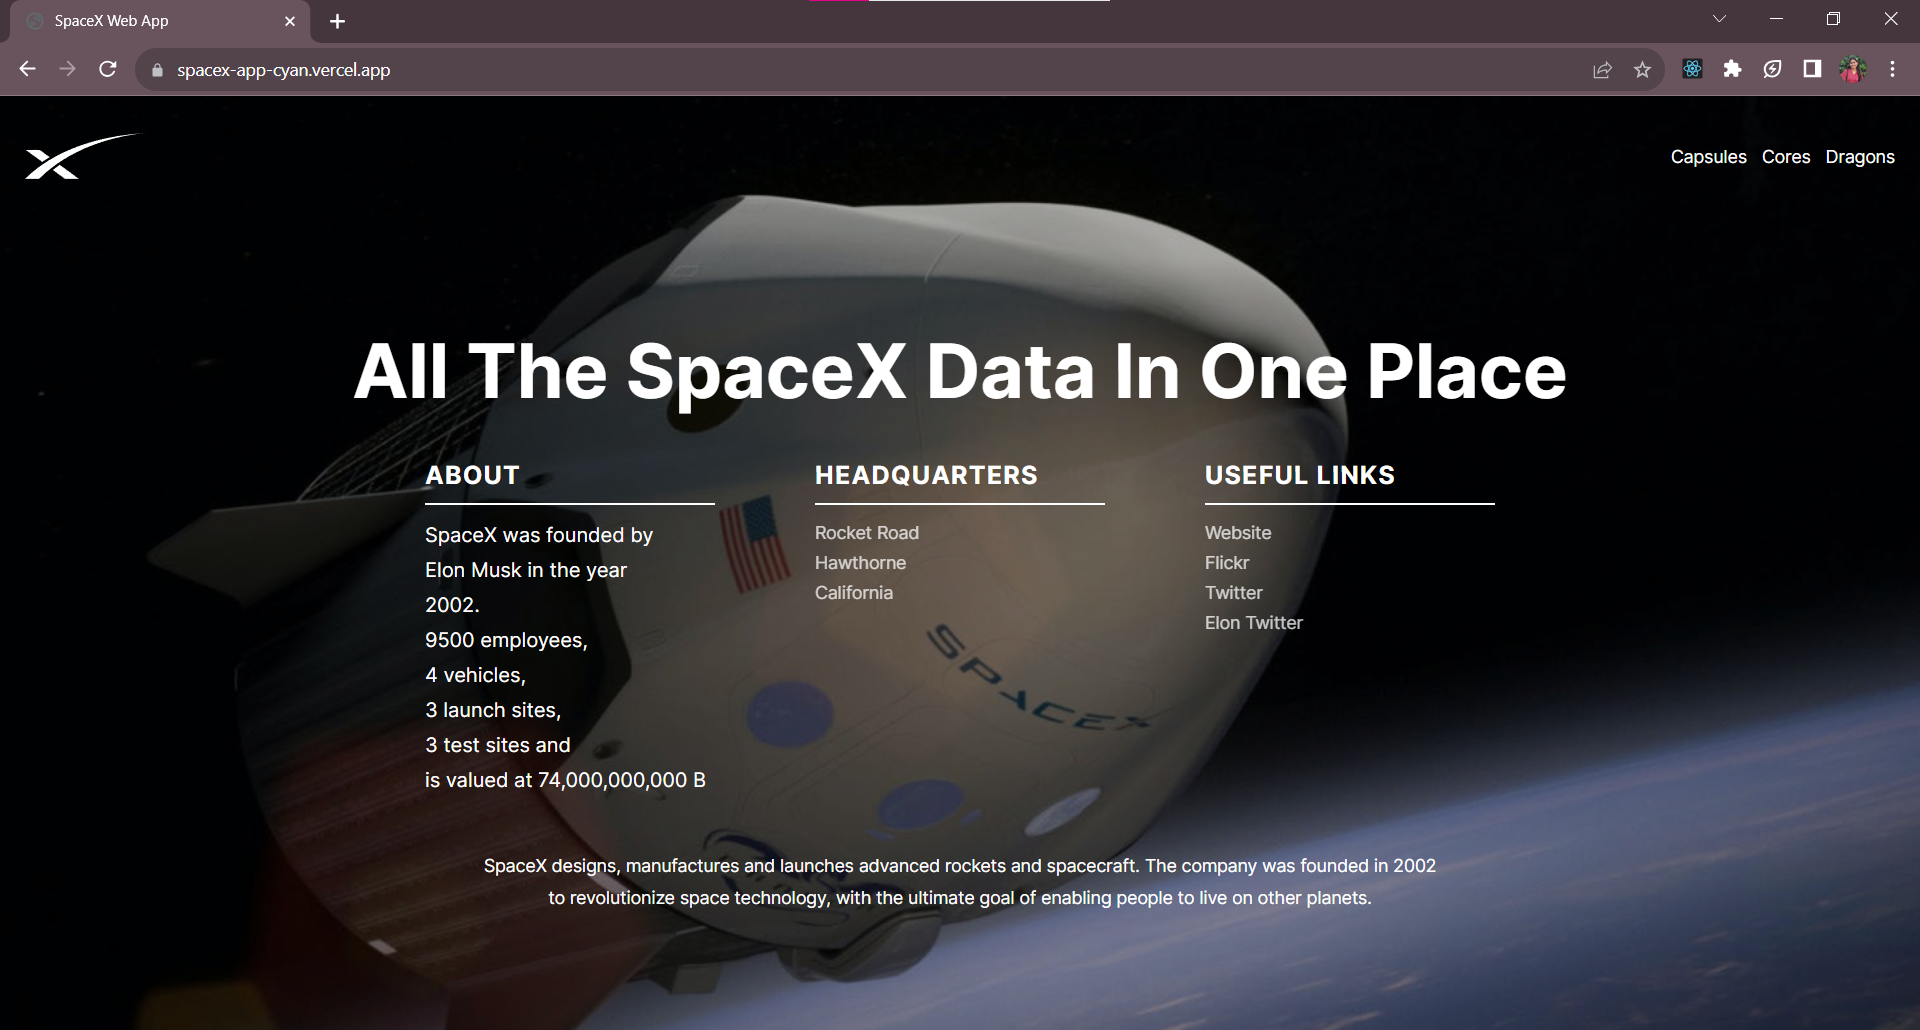 SpaceX Web App
spacex-app-cyan.vercel.app
Capsules Cores Dragons
All The SpaceX Data In One Place
ABOUT
SpaceX was founded by
Elon Musk in the year
2002.
9500 employees,
4 vehicles,
3 launch sites,
3 test sites and
is valued at 74,000,000,000 B
HEADQUARTERS
Rocket Road
Hawthorne
California
USEFUL LINKS
Website
Flickr
Twitter
Elon Twitter
SPACEX
SpaceX designs, manufactures and launches advanced rockets and spacecraft. The company was founded in 2002
to revolutionize space technology, with the ultimate goal of enabling people to live on other planets.